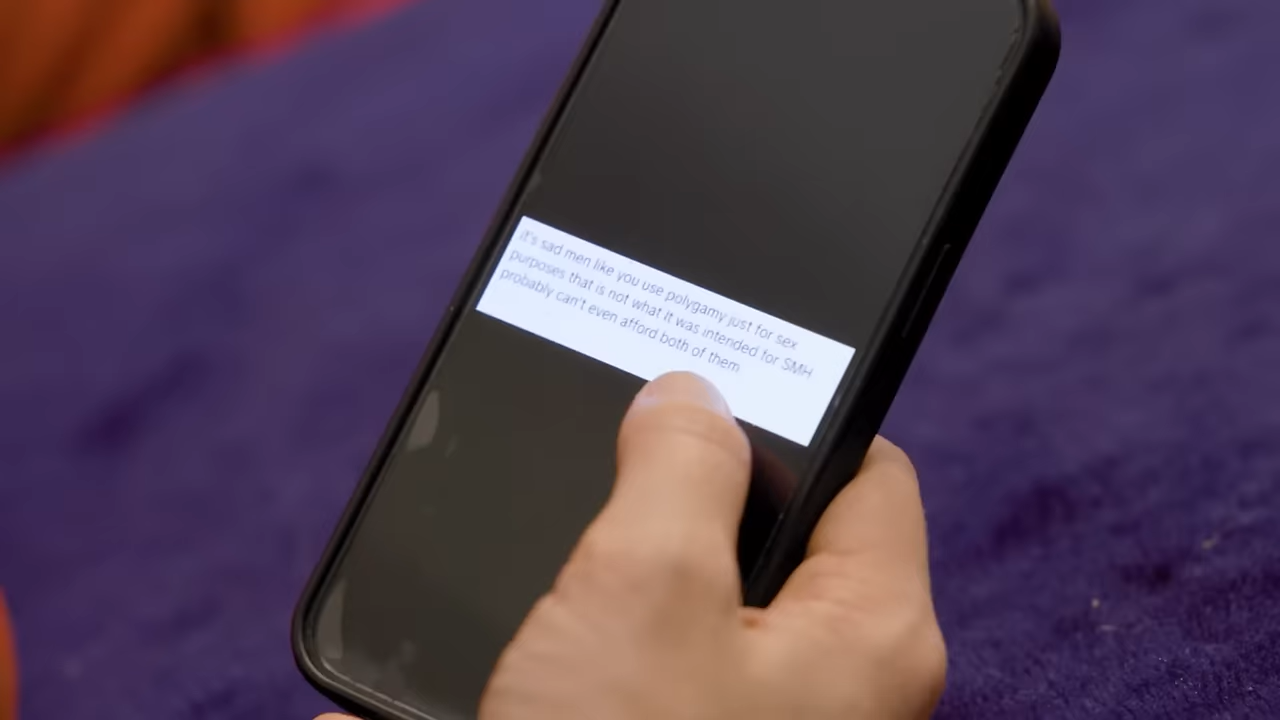 it's sad men like you use polygamy just for sex
purposes that is not what it was intended for SMH
probably can't even afford both of them